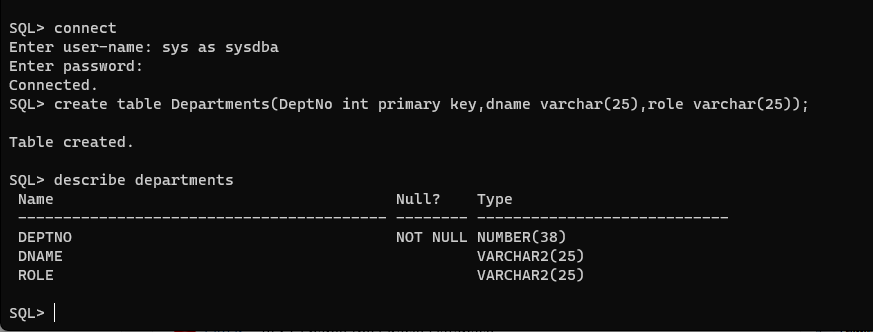 SQL> connect
Enter user-name: sys as sysdba
Enter password:
Connected.
SQL> create table Departments(DeptNo int primary key,dname varchar(25),role varchar(25));
Table created.
SQL> describe departments
Name Null? Type
----------------------------------------- -------- ----------------------------
DEPTNO NOT NULL NUMBER(38)
DNAME VARCHAR2(25)
ROLE VARCHAR2(25)
SQL>